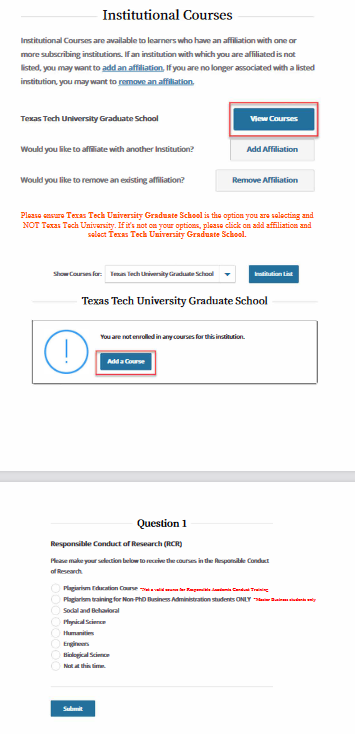 Institutional Courses
Institutional Courses are available to learners who have an affiliation with one or
more subscribing institutions. If an institution with which you are affiliated is not
listed, you may want to add an affiliation. If you are no longer associated with a listed
institution, you may want to remove an affiliation.
Texas Tech University Graduate School
View Courses
Would you like to affiliate with another Institution?
Add Affiliation
Would you like to remove an existing affiliation?
Remove Affiliation
Please ensure Texas Tech University Graduate School is the option you are selecting and
NOT Texas Tech University. If it's not on your options, please click on add affiliation and
select Texas Tech University Graduate School.
Show Courses for: Texas Tech University Graduate School
Institution List
Texas Tech University Graduate School
You are not enrolled in any courses for this institution.
Add a Course
Question 1
Responsible Conduct of Research (RCR)
Please make your selection below to receive the courses in the Responsible Conduct
of Research.
Plagiarism Education Course *Not a valid course for Responsible Academic Conduct Training
Plagiarism training for Non-PhD Business Administration students ONLY *Master Business students only
Social and Behavioral
Physical Science
Humanities
Engineers
Biological Science
Not at this time.
Submit